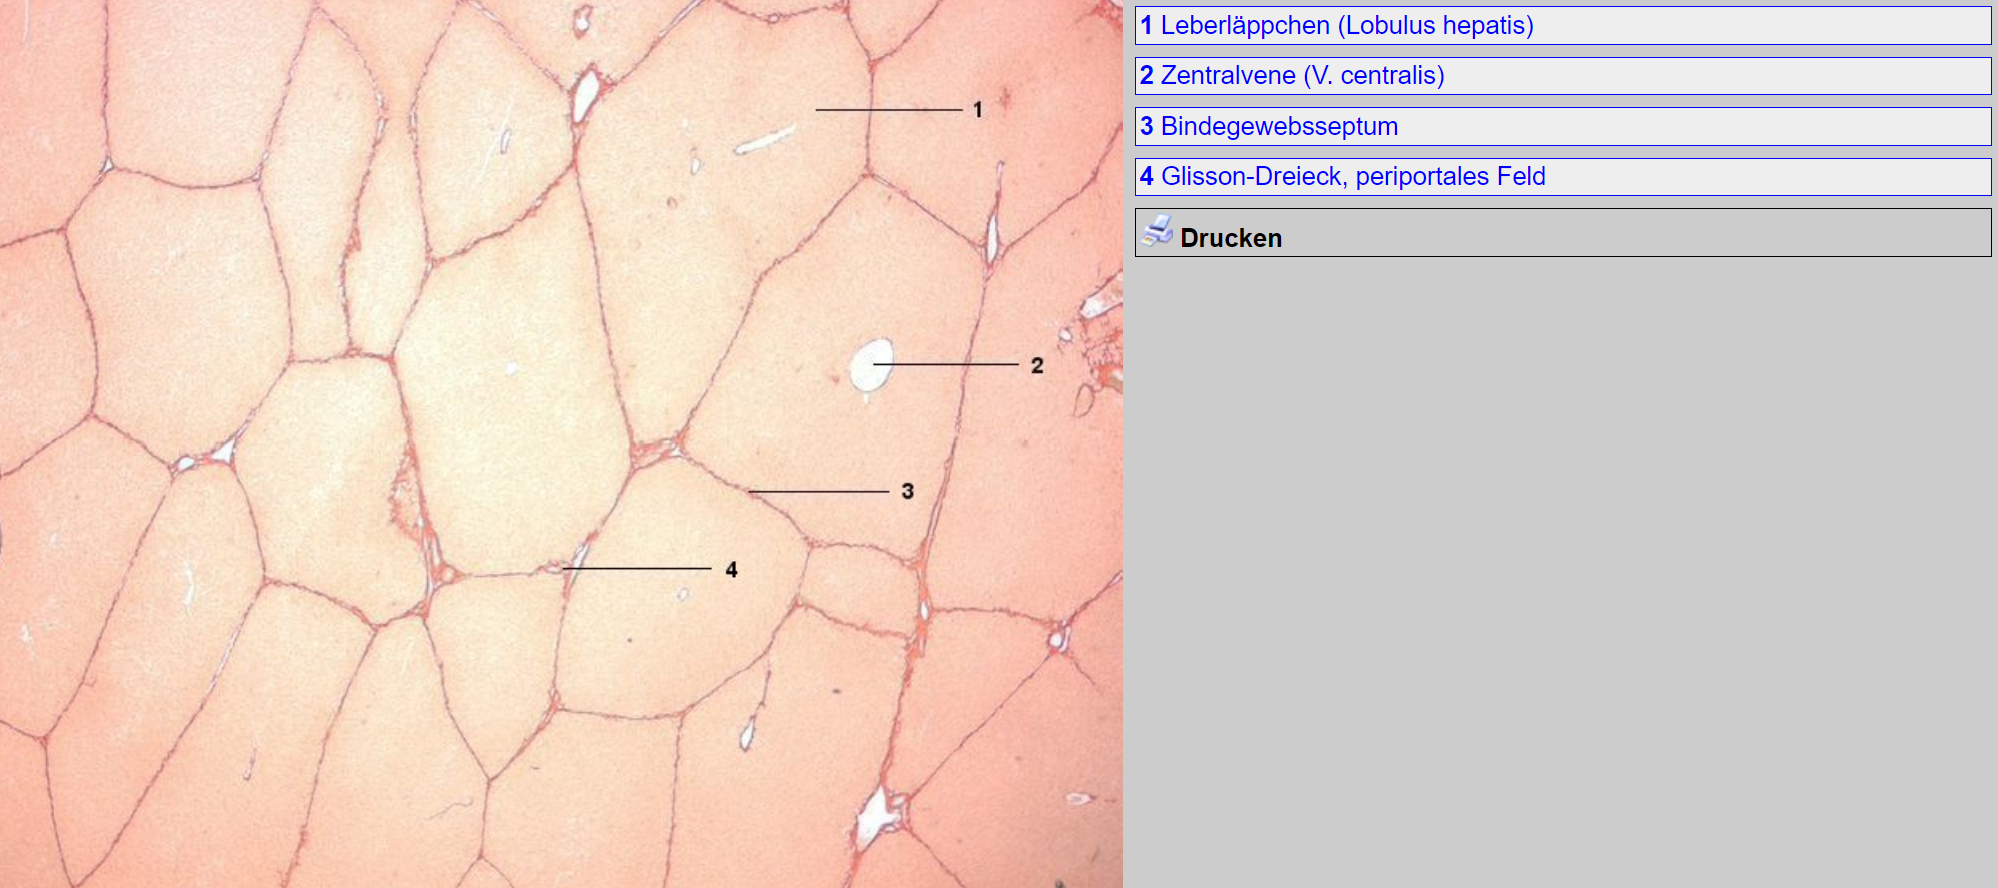 1
2
3
4
1 Leberläppchen (Lobulus hepatis)
2 Zentralvene (V. centralis)
3 Bindegewebsseptum
4 Glisson-Dreieck, periportales Feld
Drucken